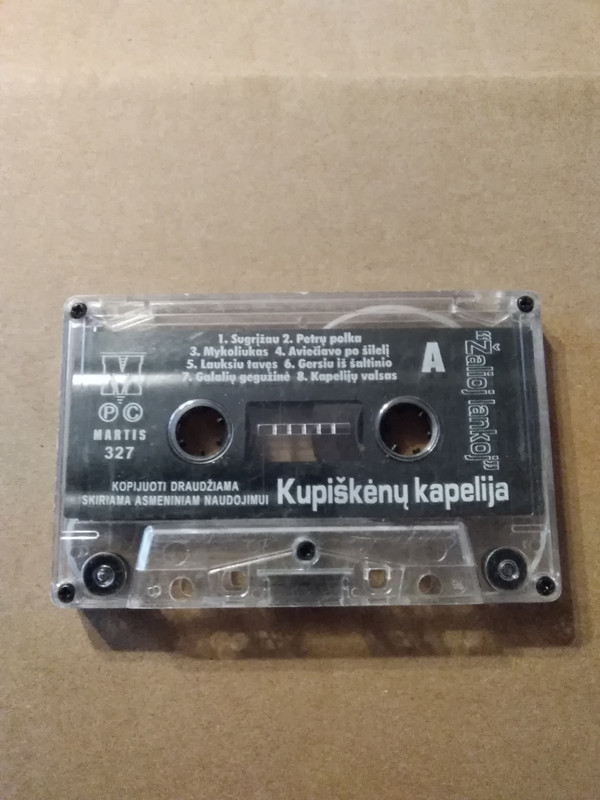 1. Sugrįžau 2. Petrų polka
3. Mykoliukas 4. Aviečiavo po šilelį
5. Lauksiu tavęs 6. Gersiu iš šaltinio
7. Galalių gegužinė 8. Kapelijų valsas
A
"Žalioj lankoj"
P C
MARTIS
327
KOPIJUOTI DRAUDŽIAMA
SKIRIAMA ASMENINIAM NAUDOJIMUI
Kupiškėnų kapelija